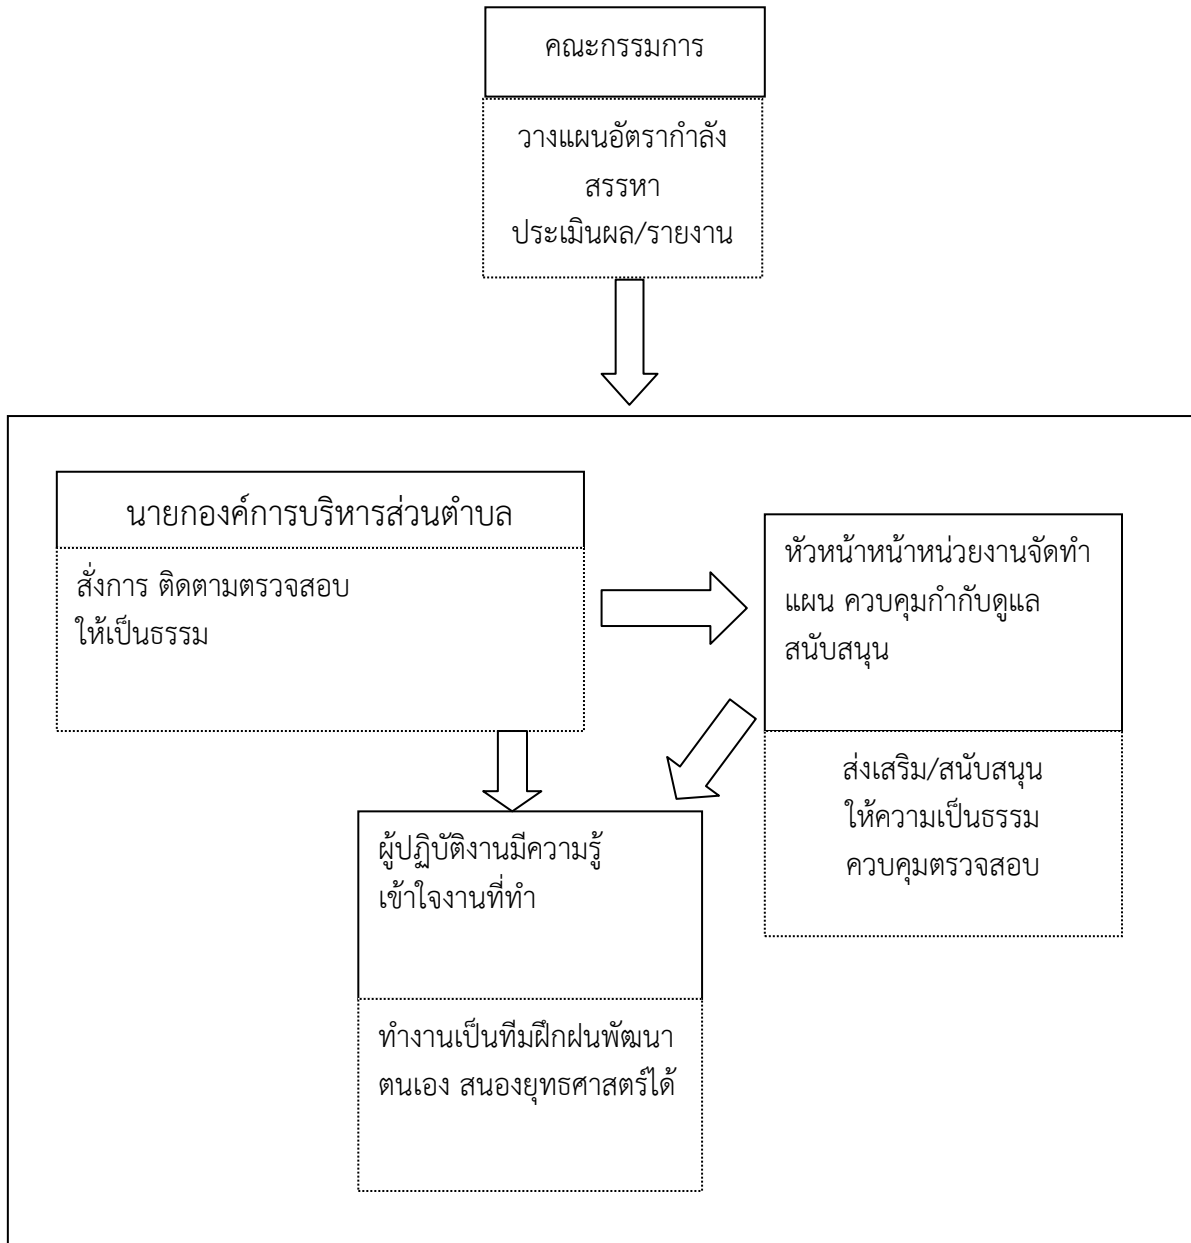 คณะกรรมการ
วางแผนอัตรากำลัง
สรรหา
ประเมินผล/รายงาน
นายกองค์การบริหารส่วนตำบล
สั่งการ ติดตามตรวจสอบ
ให้เป็นธรรม
หัวหน้าหน้าหน่วยงานจัดทำ
แผน ควบคุมกำกับดูแล
สนับสนุน
ส่งเสริม/สนับสนุน
ให้ความเป็นธรรม
ควบคุมตรวจสอบ
ผู้ปฏิบัติงานมีความรู้
เข้าใจงานที่ทำ
ทำงานเป็นทีมฝึกฝนพัฒนา
ตนเอง สนองยุทธศาสตร์ได้